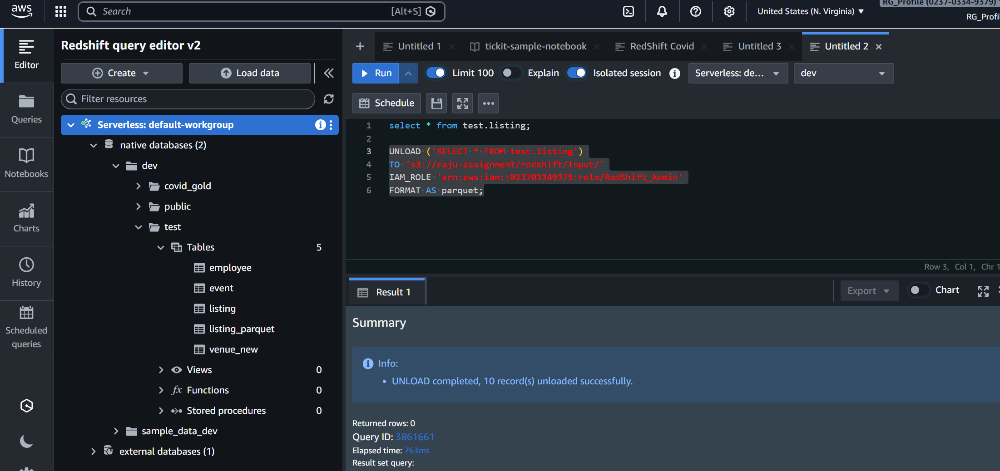 aws
Search
[Alt+S]
United States (N. Virginia)
RG_Profile (0237-0334-9379)
RG_Profi
Editor
Queries
Notebooks
Charts
History
Scheduled
queries
Redshift query editor v2
Create
Load data
Filter resources
Serverless: default-workgroup
native databases (2)
dev
covid_gold
public
test
Tables 5
employee
event
listing
listing_parquet
venue_new
Views 0
fx Functions 0
Stored procedures 0
sample_data_dev
external databases (1)
+ Untitled 1 × tickit-sample-notebook × RedShift Covid × Untitled 3 × Untitled 2 ×
Run Limit 100 Explain Isolated session Serverless: de... dev
Schedule
1 select * from test.listing;
2
3 UNLOAD ('SELECT * FROM test.listing')
4 TO 's3://raju-assignment/redshift/Input/'
5 IAM_ROLE 'arn:aws:iam::023703349379:role/RedShift_Admin'
6 FORMAT AS parquet;
Row 3, Col 1, Chr 1
Result 1
Export
Chart
Summary
Info:
• UNLOAD completed, 10 record(s) unloaded successfully.
Returned rows: 0
Query ID: 3861661
Elapsed time: 763ms
Result set query: